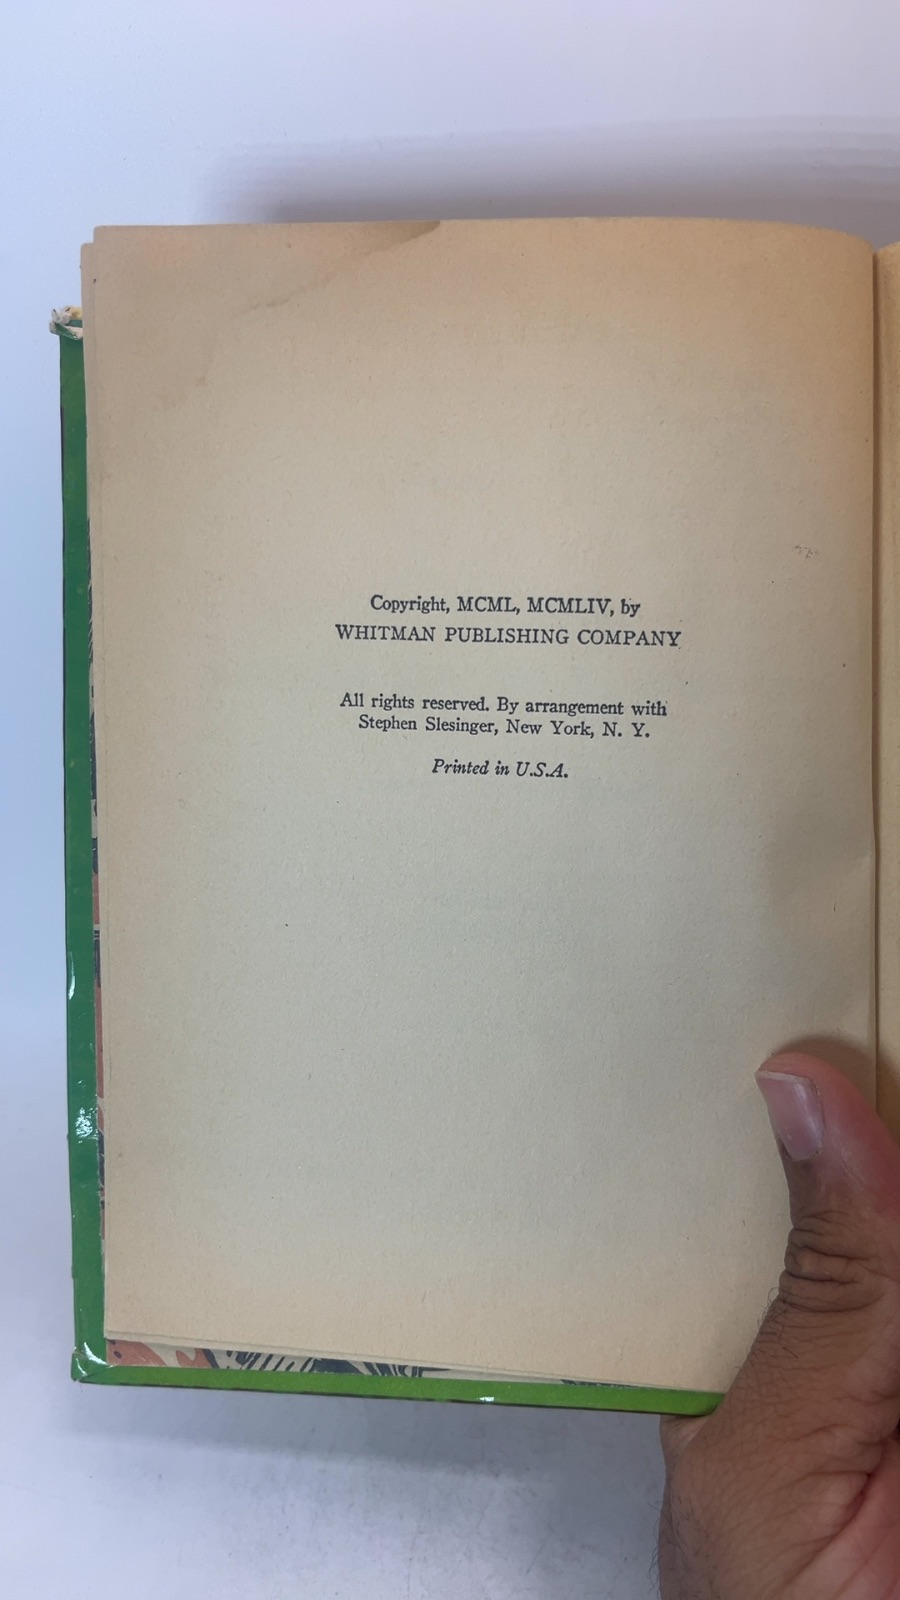 Copyright, MCML, MCMLIV, by
WHITMAN PUBLISHING COMPANY
All rights reserved. By arrangement with
Stephen Slesinger, New York, N. Y.
Printed in U.S.A.